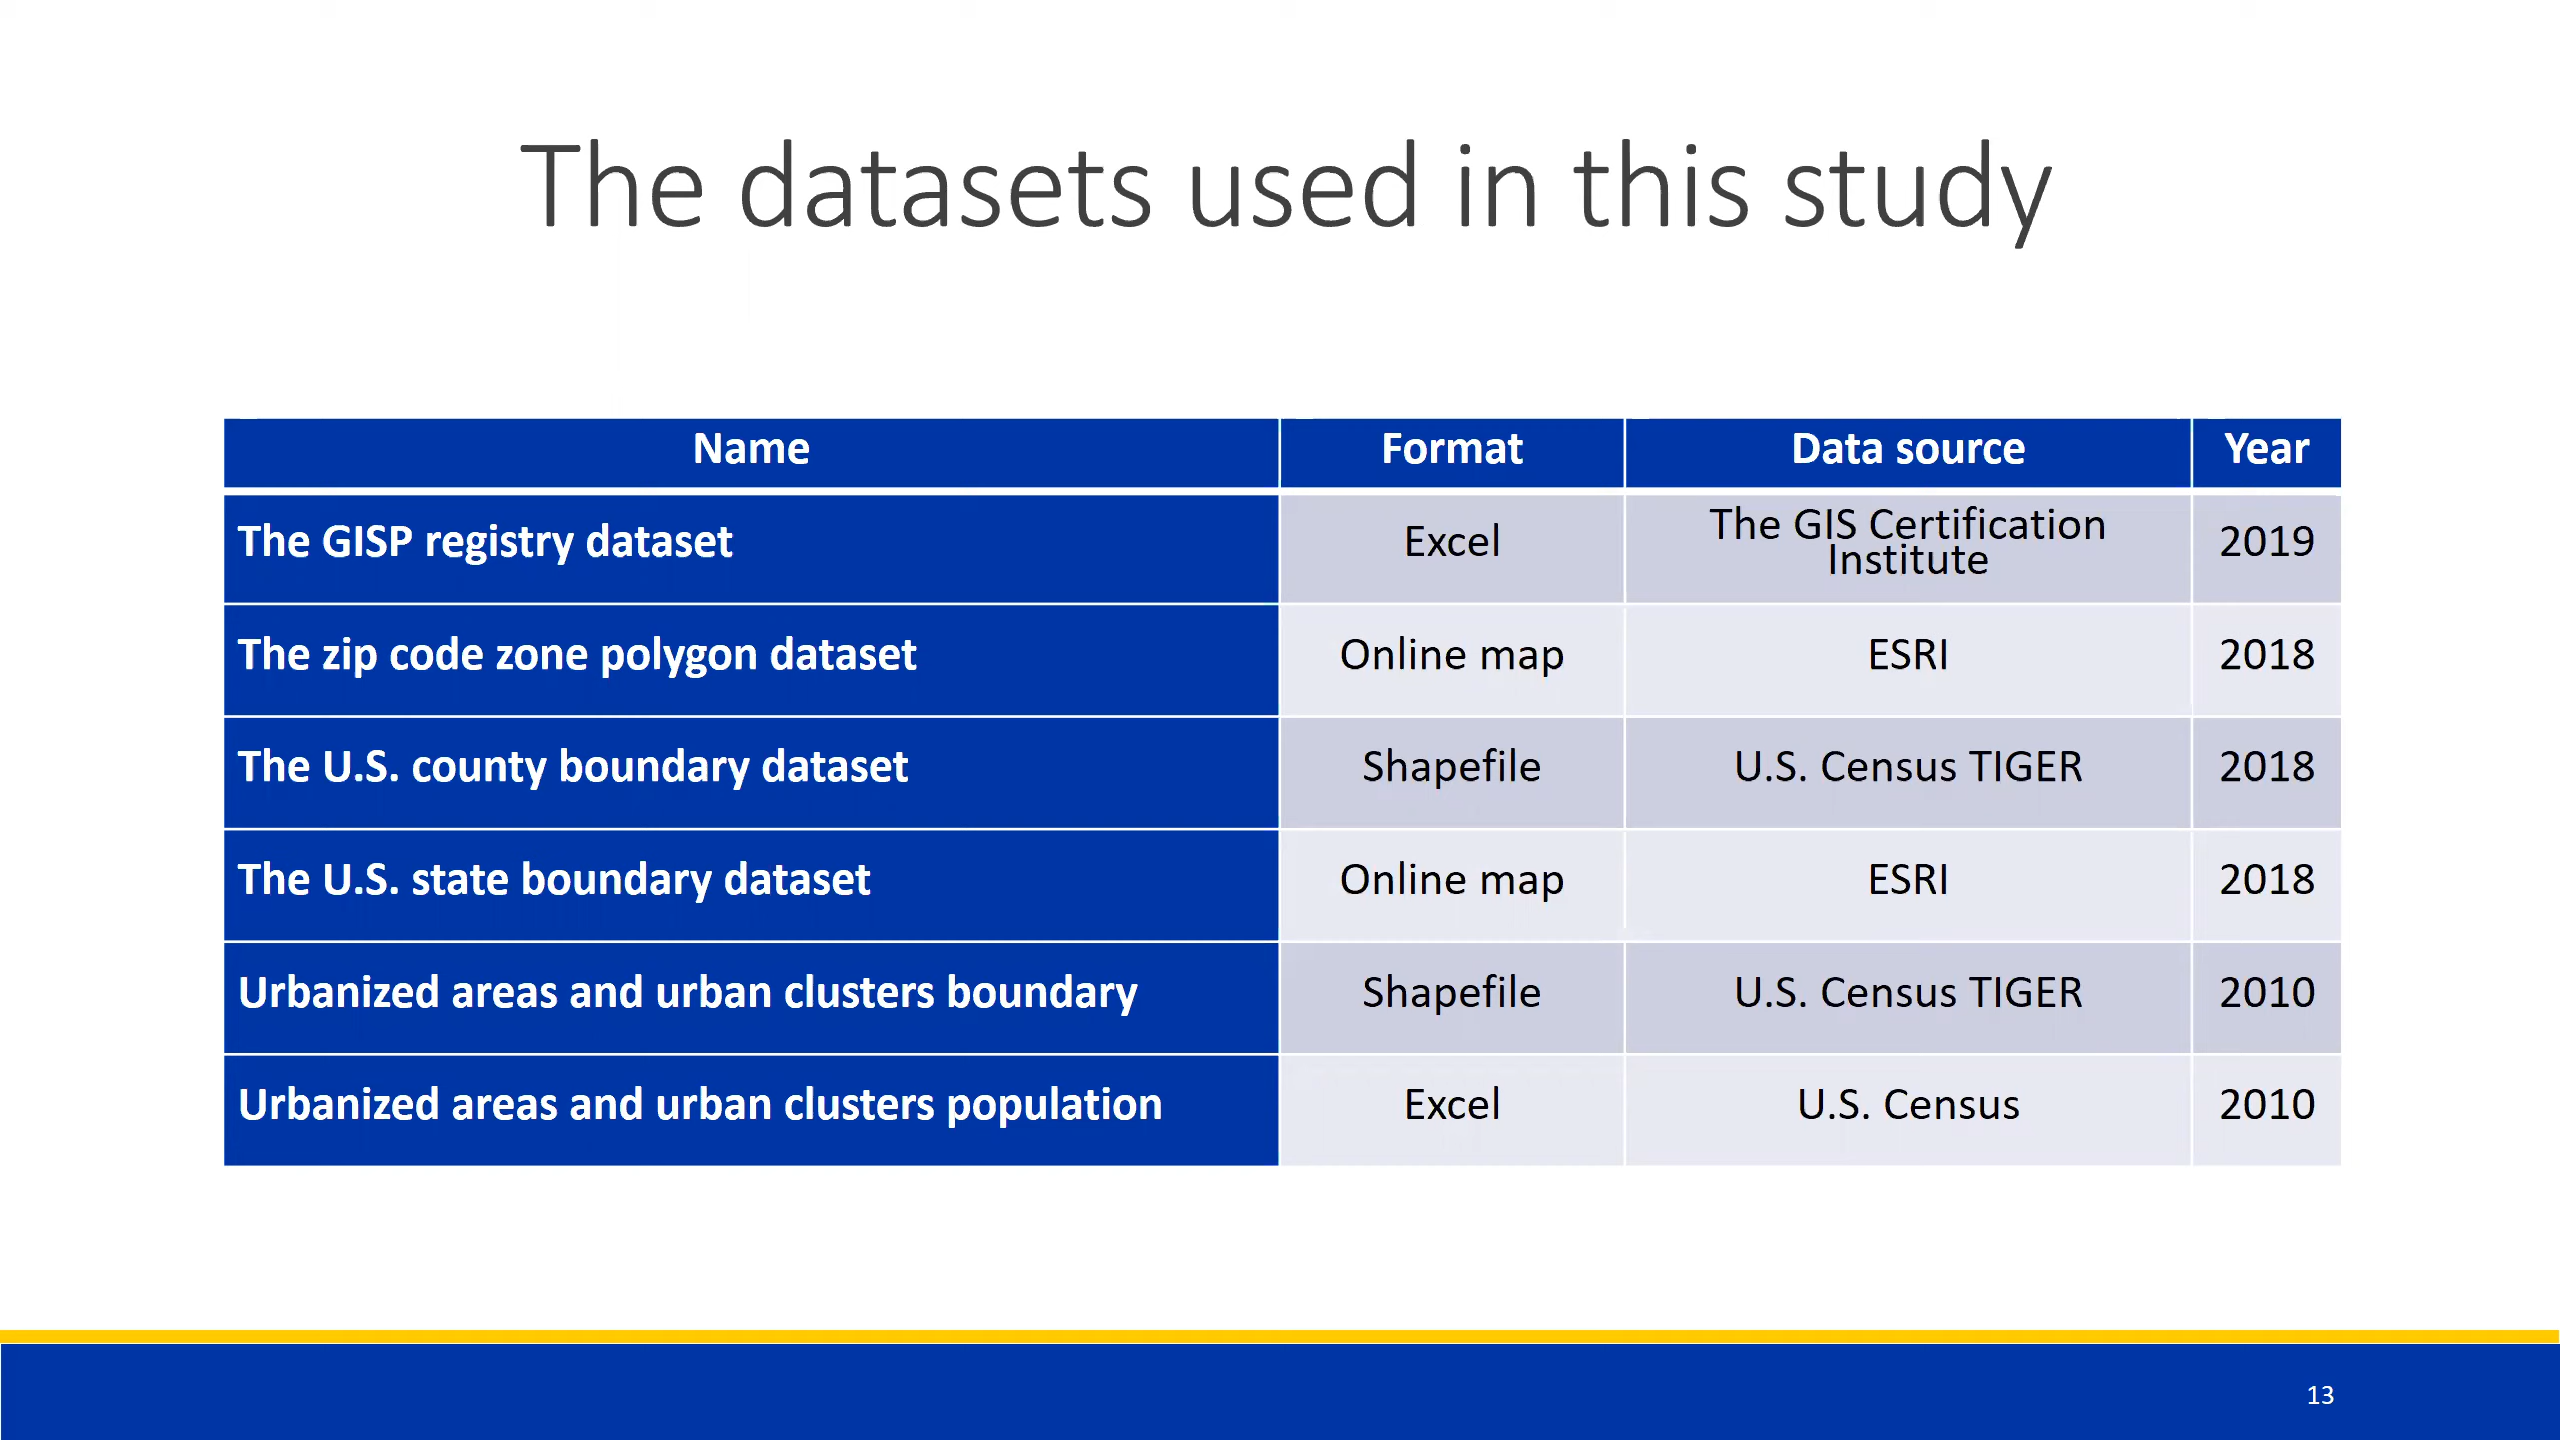 The datasets used in this study
Name Format Data source Year
The GISP registry dataset Excel The GIS Certification Institute 2019
The zip code zone polygon dataset Online map ESRI 2018
The U.S. county boundary dataset Shapefile U.S. Census TIGER 2018
The U.S. state boundary dataset Online map ESRI 2018
Urbanized areas and urban clusters boundary Shapefile U.S. Census TIGER 2010
Urbanized areas and urban clusters population Excel U.S. Census 2010
13